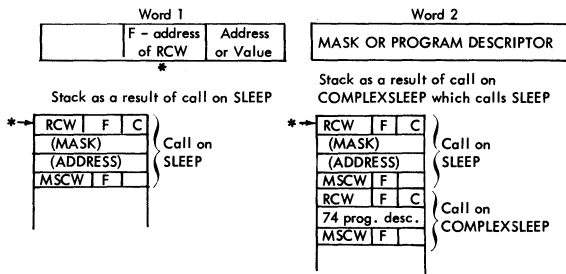 Word 1
F - address of RCW
Address or Value
*
Word 2
MASK OR PROGRAM DESCRIPTOR
Stack as a result of call on SLEEP
*
RCW F C
(MASK)
(ADDRESS)
MSCW F
Call on SLEEP
Stack as a result of call on
COMPLEXSLEEP which calls SLEEP
*
RCW F C
(MASK)
(ADDRESS)
MSCW F
Call on
SLEEP
RCW F C
74 prog. desc.
MSCW F
Call on
COMPLEXSLEEP